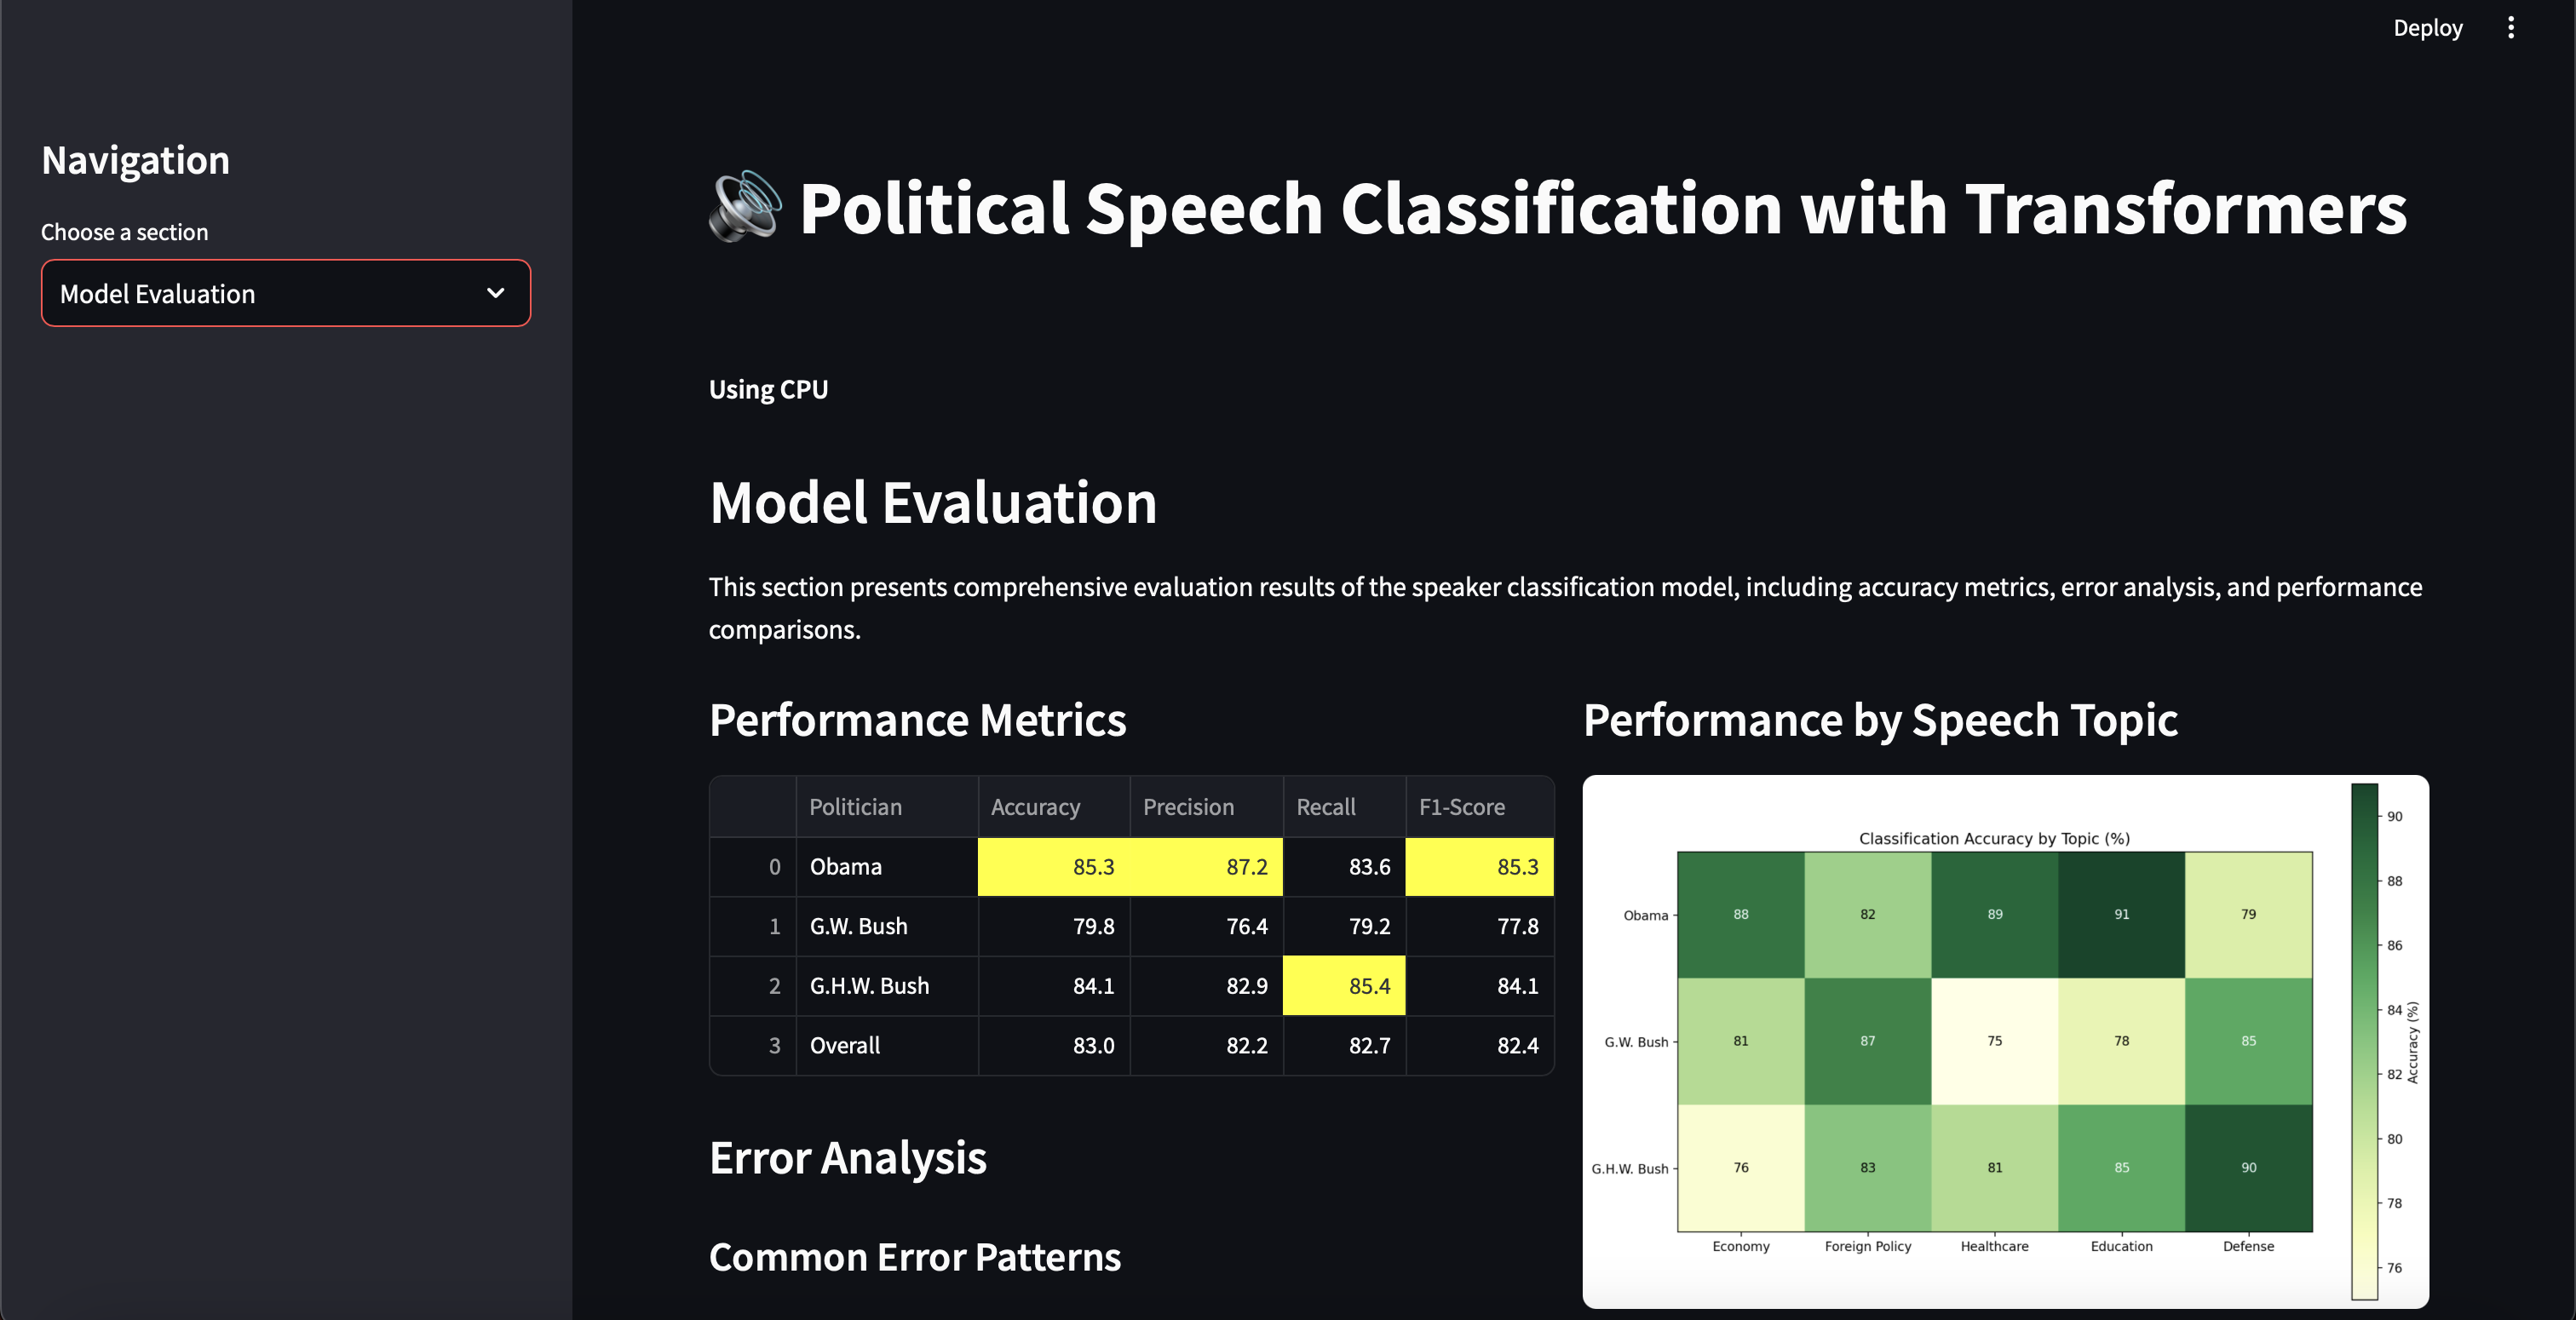 Deploy
Navigation
Choose a section
Model Evaluation
Political Speech Classification with Transformers
Using CPU
Model Evaluation
This section presents comprehensive evaluation results of the speaker classification model, including accuracy metrics, error analysis, and performance
comparisons.
Performance Metrics
Politician Accuracy Precision Recall F1-Score
0 Obama 85.3 87.2 83.6 85.3
1 G.W. Bush 79.8 76.4 79.2 77.8
2 G.H.W. Bush 84.1 82.9 85.4 84.1
3 Overall 83.0 82.2 82.7 82.4
Error Analysis
Common Error Patterns
Performance by Speech Topic
Classification Accuracy by Topic (%)
Obama 88 82 89 91 79
G.W. Bush 81 87 75 78 85
G.H.W. Bush 76 83 81 85 90
Economy Foreign Policy Healthcare Education Defense
90
88
86
84
82
80
78
76
Accuracy (%)